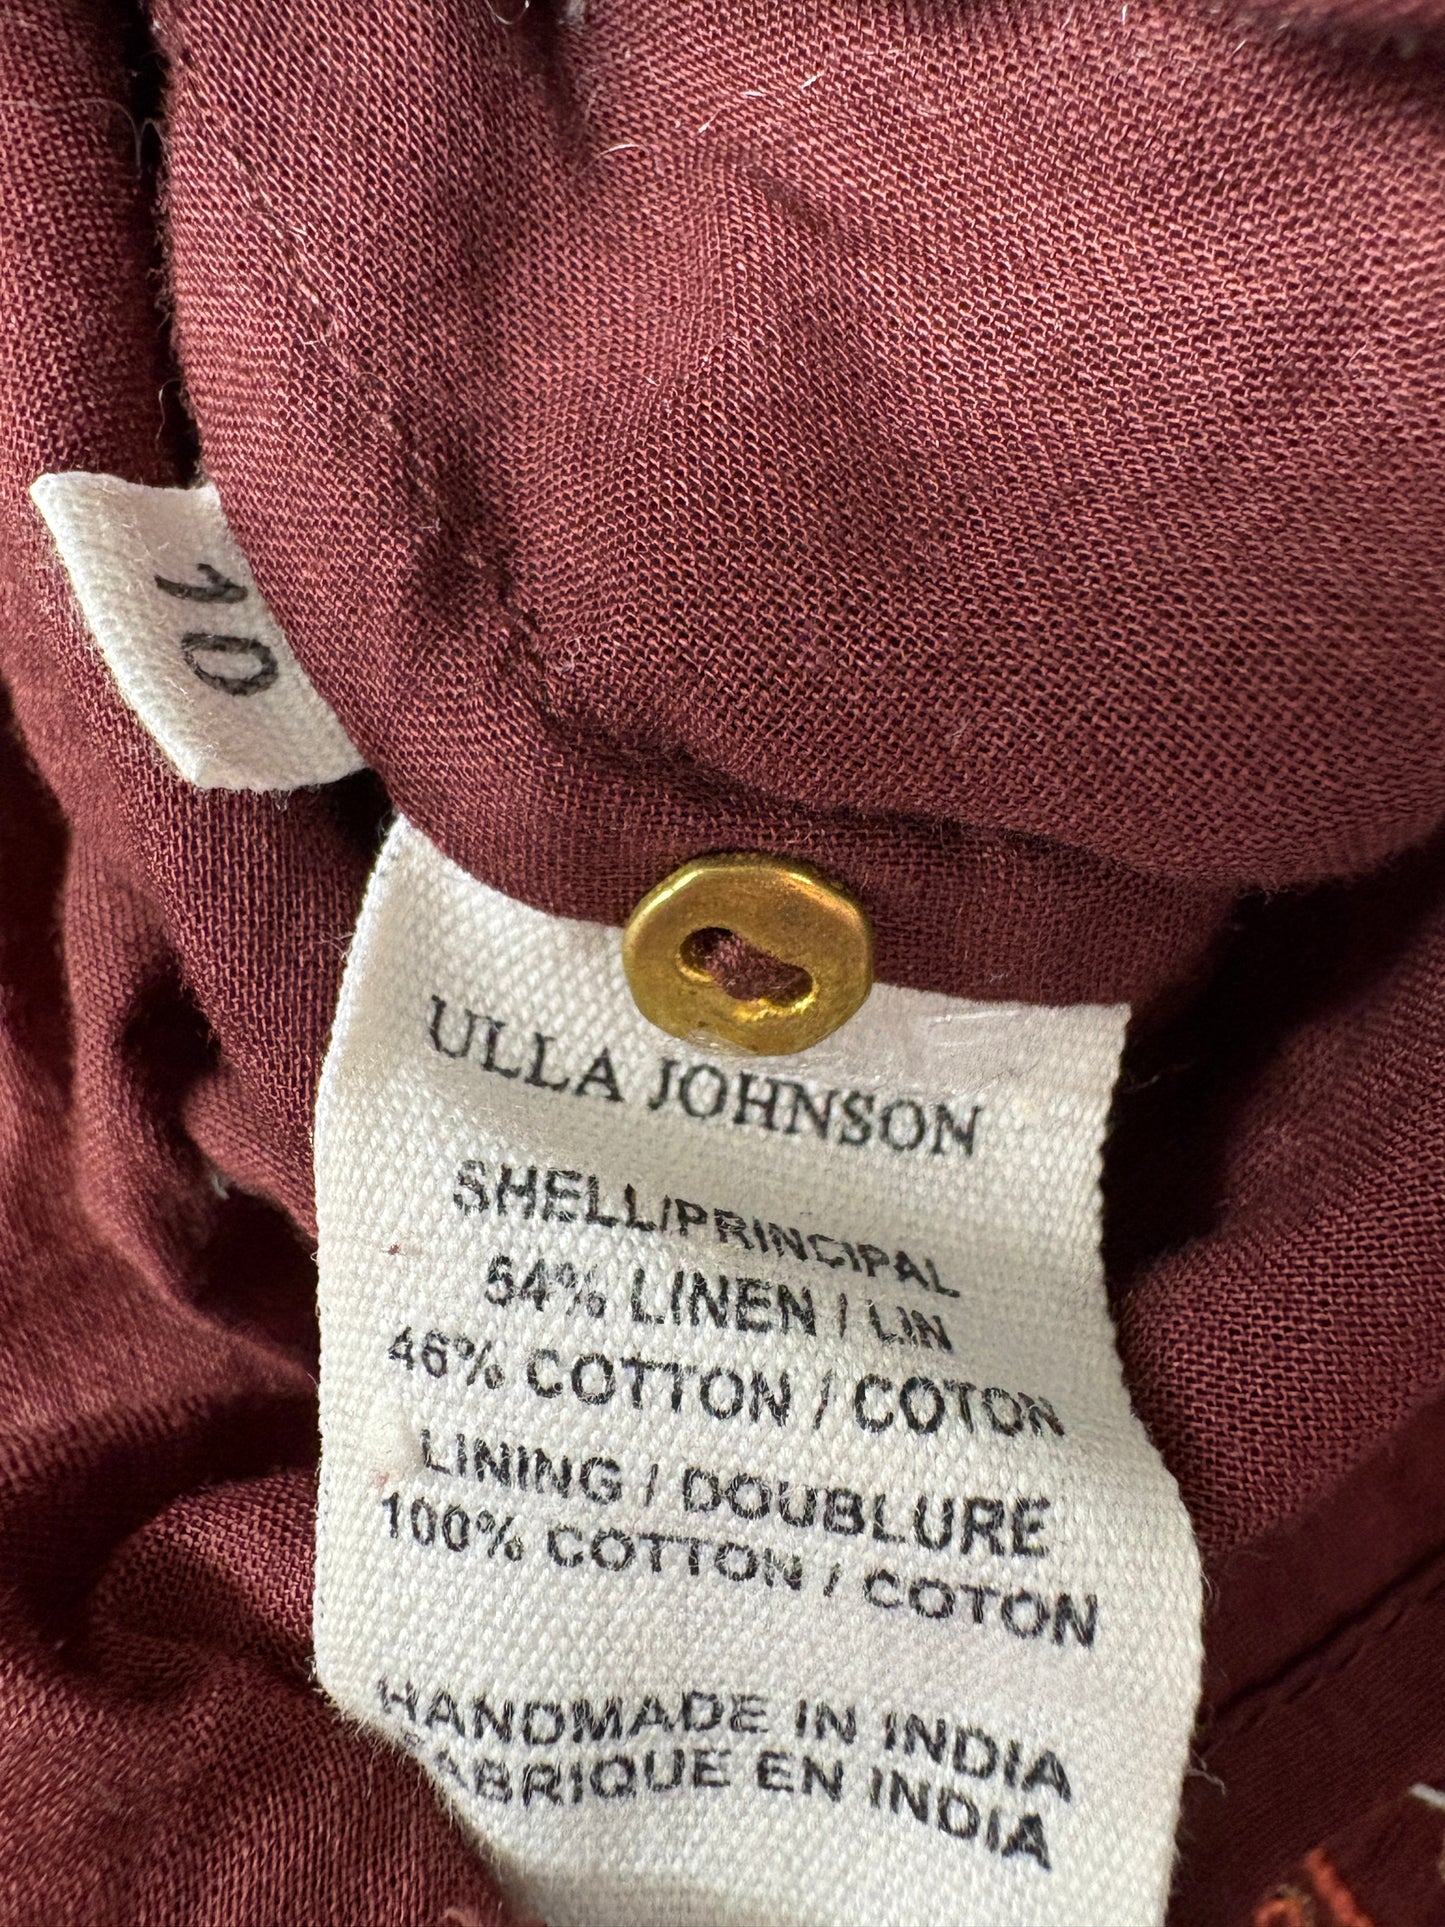 10
ULLA JOHNSON
SHELL/PRINCIPAL
54% LINEN / LIN
46% COTTON / COTON
LINING / DOUBLURE
100% COTTON / COTON
HANDMADE IN INDIA
FABRIQUE EN INDIA